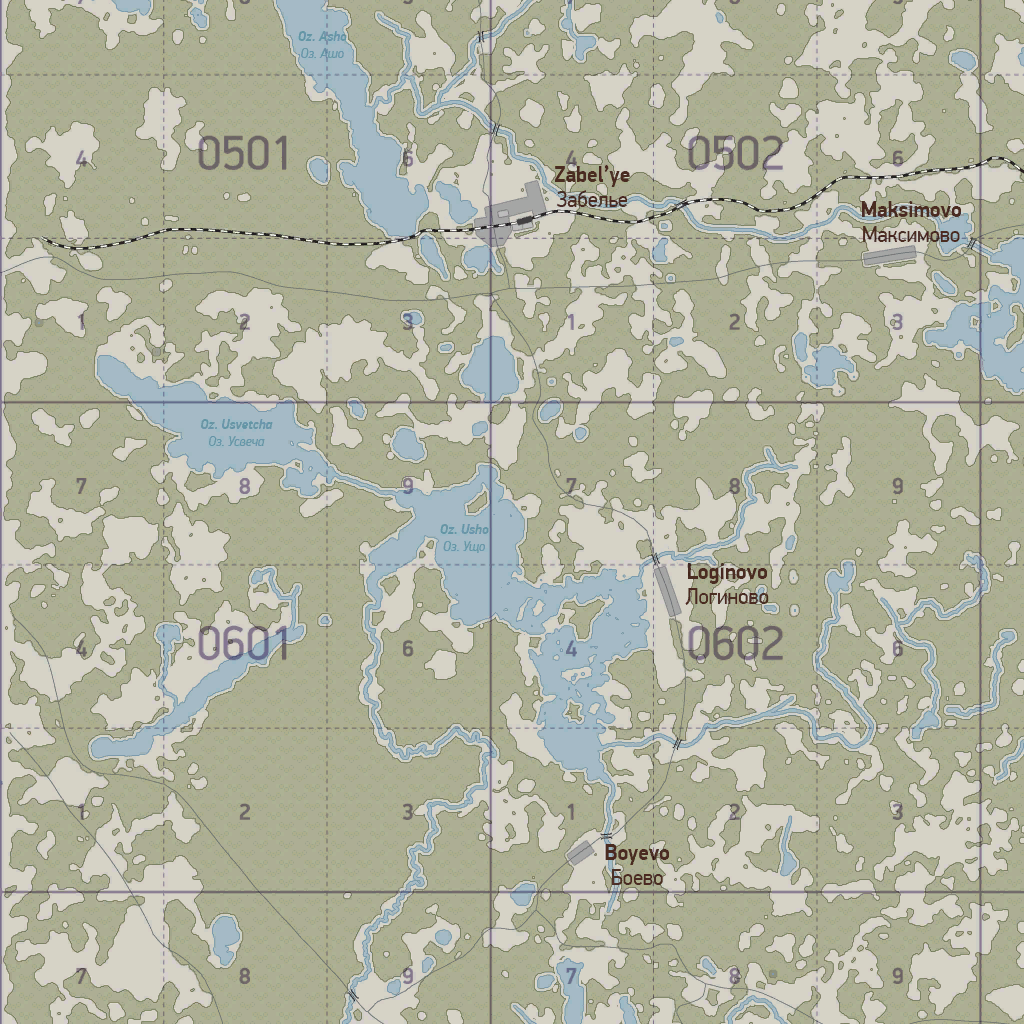 Oz. Asho
Оз. Ашо
0501
0502
4
6
4
6
Zabel'ye
Забелье
Maksimovo
Максимово
1
2
3
1
2
3
Oz. Usvetcha
Оз. Усвеча
7
8
9
7
8
9
Oz. Usho
Оз. Ущо
Loginovo
Логиново
0601
0602
4
6
4
6
1
2
3
1
2
3
Boyevo
Боево
7
8
9
7
8
9